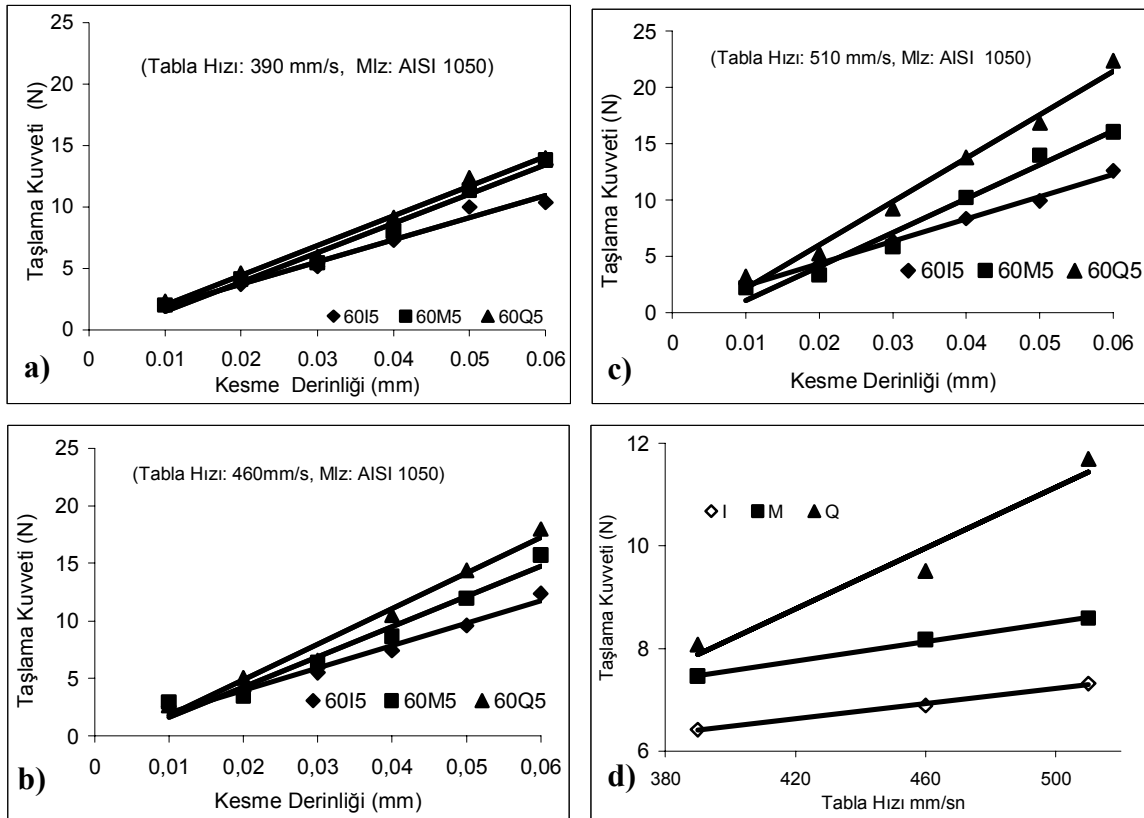 25
20
15
10
5
0
Taşlama Kuvveti (N)
(Tabla Hızı: 390 mm/s, Mlz: AISI 1050)
60I5 60M5 60Q5
0 0.01 0.02 0.03 0.04 0.05 0.06
a)
Kesme Derinliği (mm)
25
20
15
10
5
0
Taşlama Kuvveti (N)
(Tabla Hızı: 510 mm/s, Mlz: AISI 1050)
60I5 60M5 60Q5
0 0.01 0.02 0.03 0.04 0.05 0.06
c)
Kesme Derinliği (mm)
25
20
15
10
5
0
Taşlama Kuvveti (N)
(Tabla Hızı: 460mm/s, Mlz: AISI 1050)
60I5 60M5 60Q5
0 0,01 0,02 0,03 0,04 0,05 0,06
b)
Kesme Derinliği (mm)
12
10
8
6
Taşlama Kuvveti (N)
I M Q
d)
380 420 460 500
Tabla Hızı mm/sn